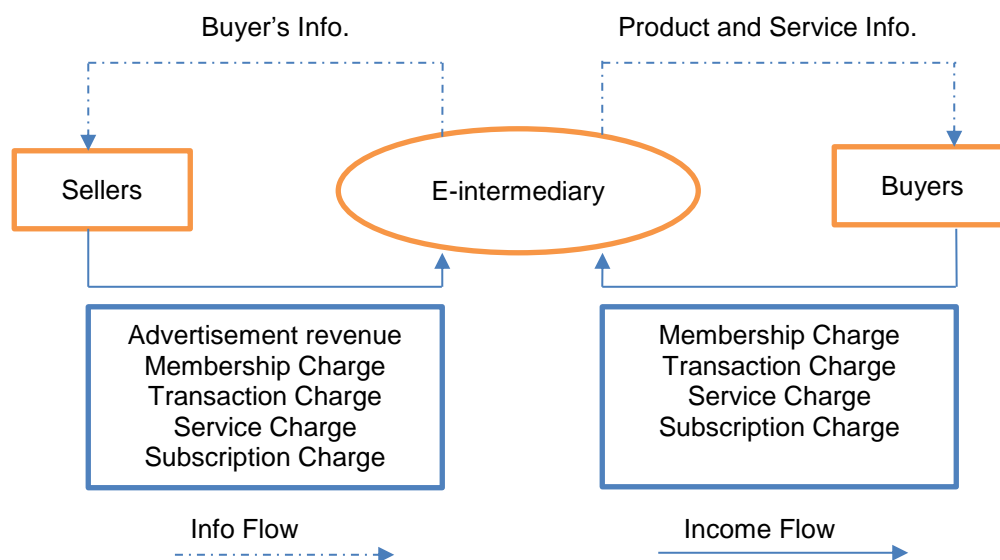 Buyer’s Info.
Product and Service Info.
Sellers
E-intermediary
Buyers
Advertisement revenue
Membership Charge
Transaction Charge
Service Charge
Subscription Charge
Membership Charge
Transaction Charge
Service Charge
Subscription Charge
Info Flow
Income Flow